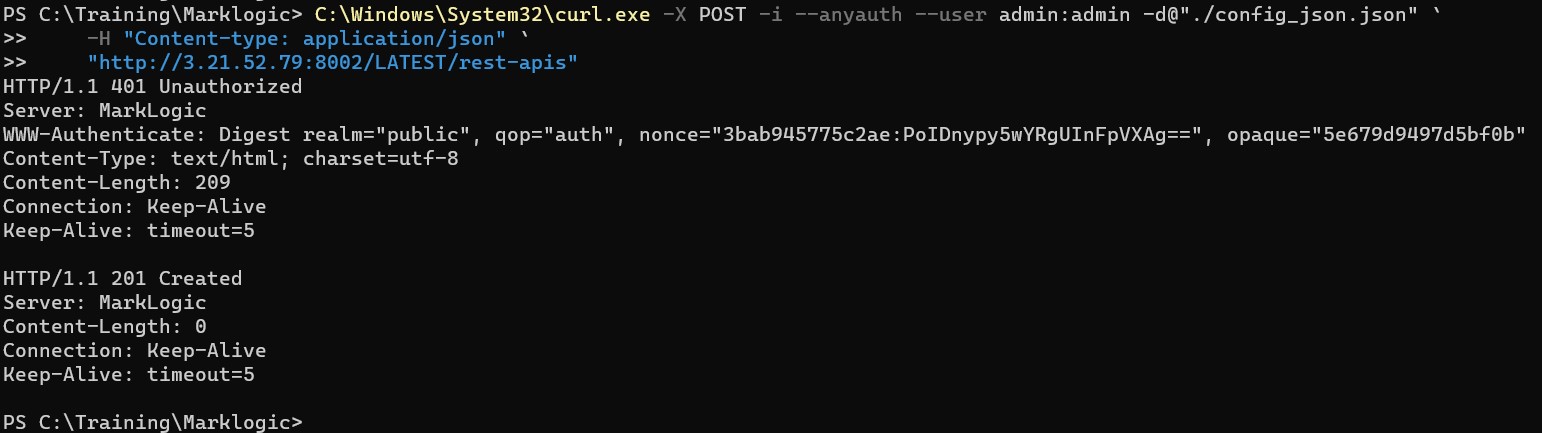 PS C:\Training\Marklogic> C:\Windows\System32\curl.exe -X POST -i --anyauth --user admin:admin -d@"./config_json.json" `
>>     -H "Content-type: application/json" `
>>     "http://3.21.52.79:8002/LATEST/rest-apis"
HTTP/1.1 401 Unauthorized
Server: MarkLogic
WWW-Authenticate: Digest realm="public", qop="auth", nonce="3bab945775c2ae:PoIDnypy5wYRgUInFpVXAg==", opaque="5e679d9497d5bf0b"
Content-Type: text/html; charset=utf-8
Content-Length: 209
Connection: Keep-Alive
Keep-Alive: timeout=5

HTTP/1.1 201 Created
Server: MarkLogic
Content-Length: 0
Connection: Keep-Alive
Keep-Alive: timeout=5

PS C:\Training\Marklogic>